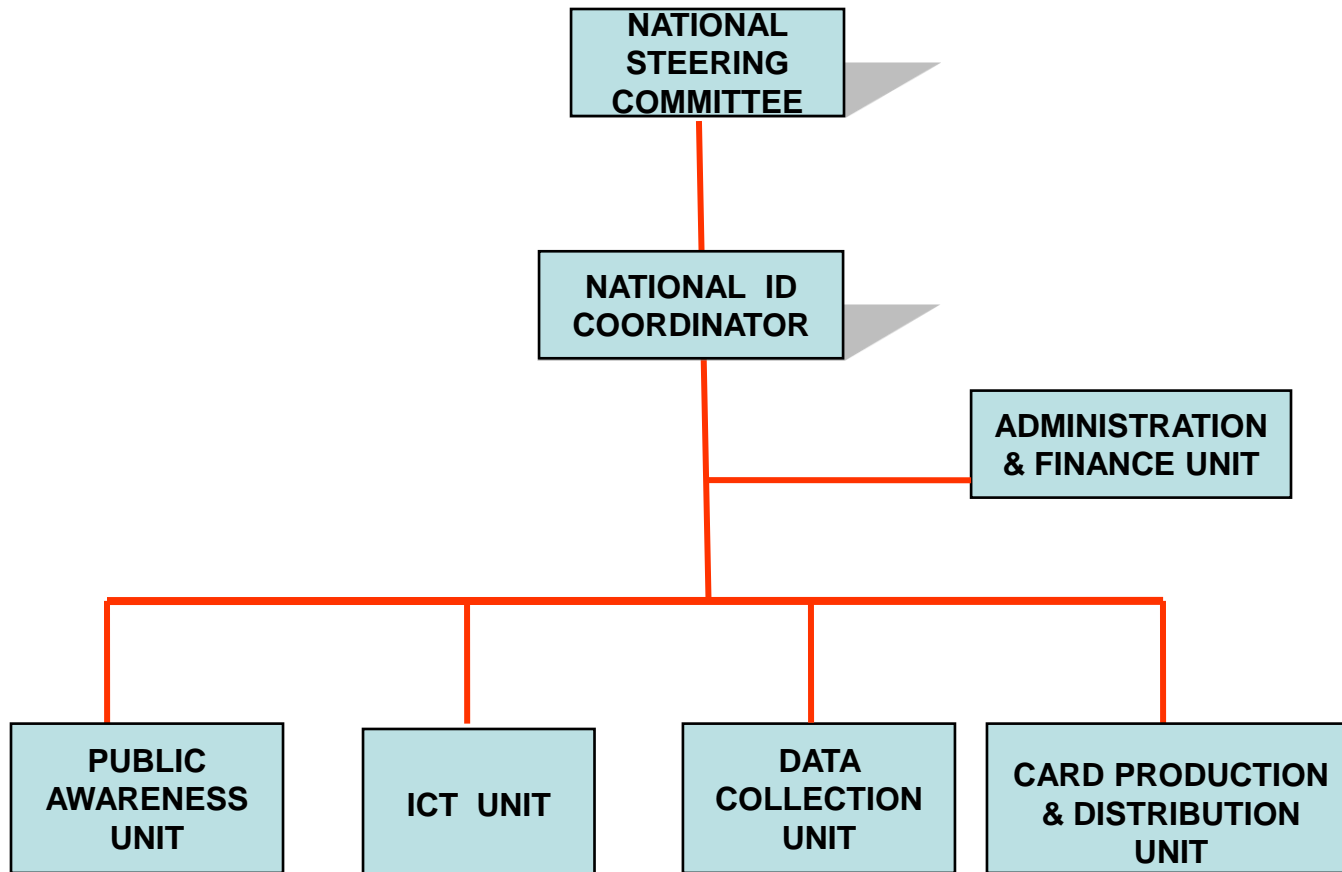 NATIONAL
STEERING
COMMITTEE
NATIONAL ID
COORDINATOR
ADMINISTRATION
& FINANCE UNIT
PUBLIC
AWARENESS
UNIT
ICT UNIT
DATA
COLLECTION
UNIT
CARD PRODUCTION
& DISTRIBUTION
UNIT